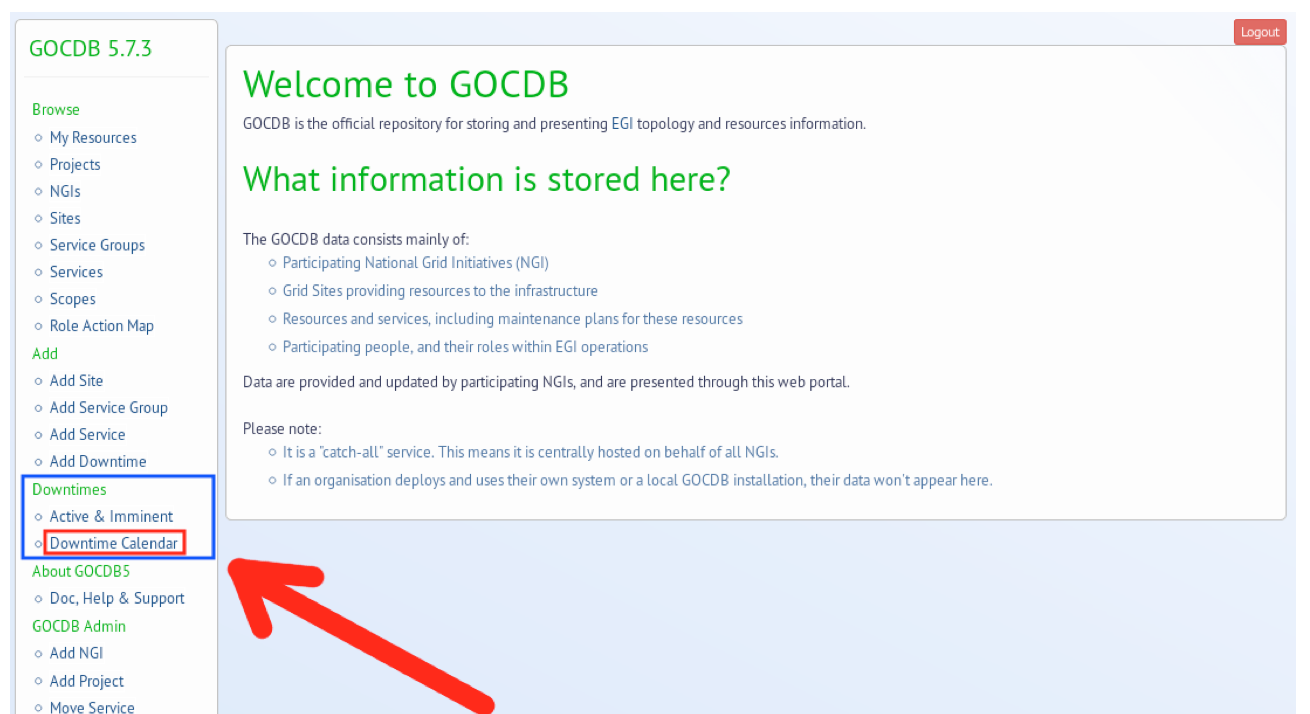 Logout
GOCDB 5.7.3
Browse
My Resources
Projects
NGIs
Sites
Service Groups
Services
Scopes
Role Action Map
Add
Add Site
Add Service Group
Add Service
Add Downtime
Downtimes
Active & Imminent
Downtime Calendar
About GOCDB5
Doc, Help & Support
GOCDB Admin
Add NGI
Add Project
Move Service
Welcome to GOCDB
GOCDB is the official repository for storing and presenting EGI topology and resources information.
What information is stored here?
The GOCDB data consists mainly of:
Participating National Grid Initiatives (NGI)
Grid Sites providing resources to the infrastructure
Resources and services, including maintenance plans for these resources
Participating people, and their roles within EGI operations
Data are provided and updated by participating NGIs, and are presented through this web portal.
Please note:
It is a "catch-all" service. This means it is centrally hosted on behalf of all NGIs.
If an organisation deploys and uses their own system or a local GOCDB installation, their data won't appear here.